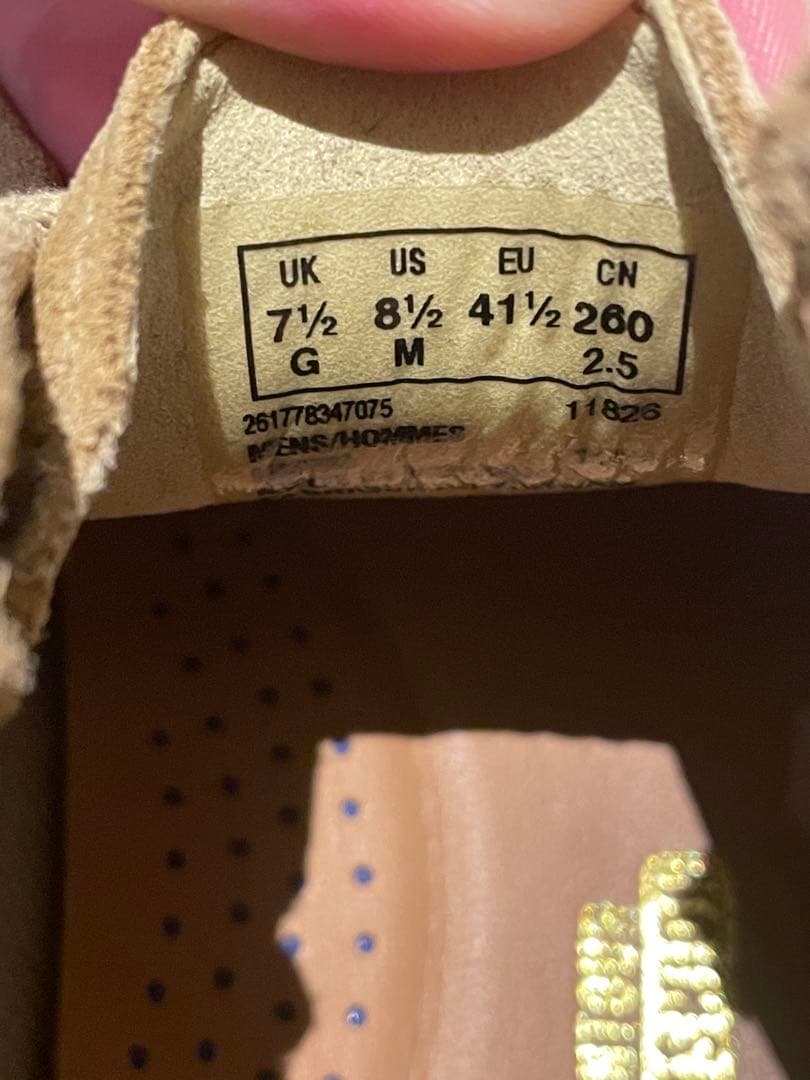 UK US EU CN
7½ 8½ 41½ 260
G M 2.5
261778347075 11826
MENS/HOMMES